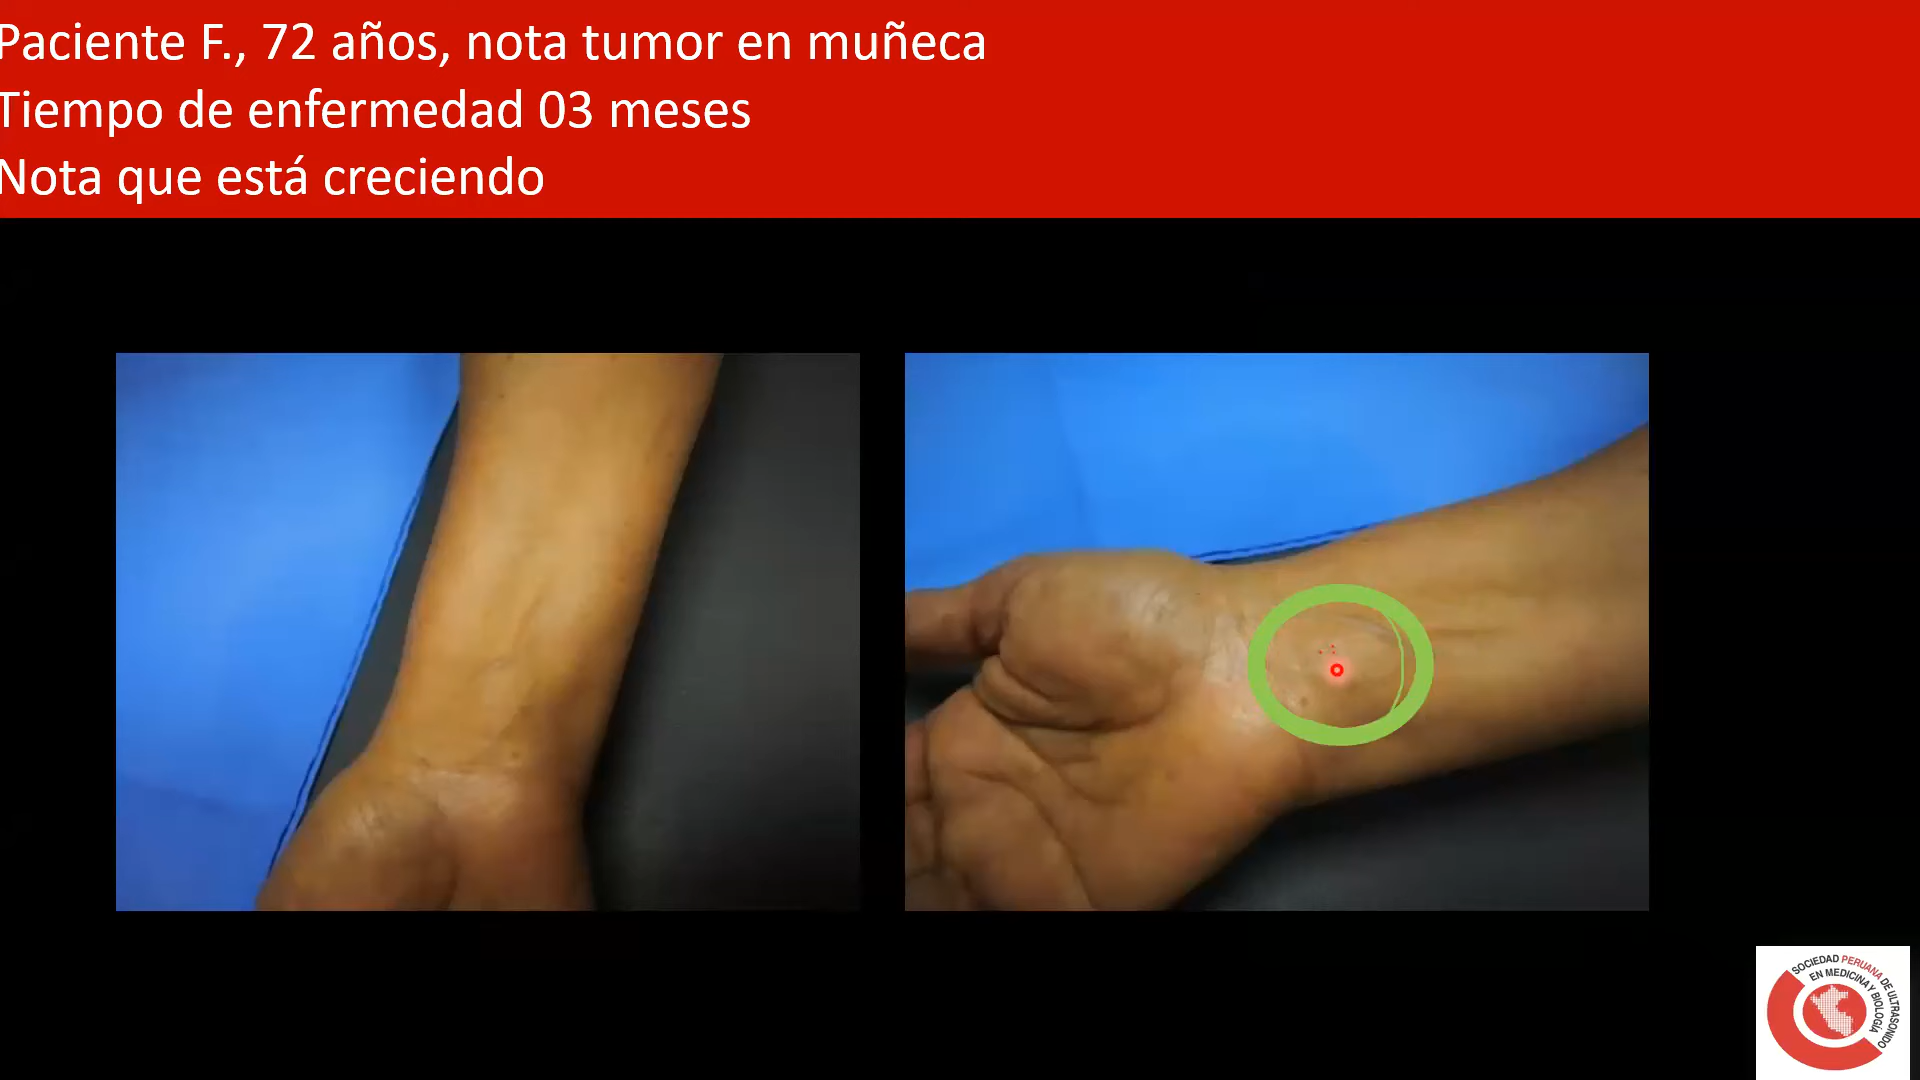 Paciente F., 72 años, nota tumor en muñeca
Tiempo de enfermedad 03 meses
Nota que está creciendo
SOCIEDAD PERUANA DE ULTRASONIDO
EN MEDICINA Y BIOLOGÍA